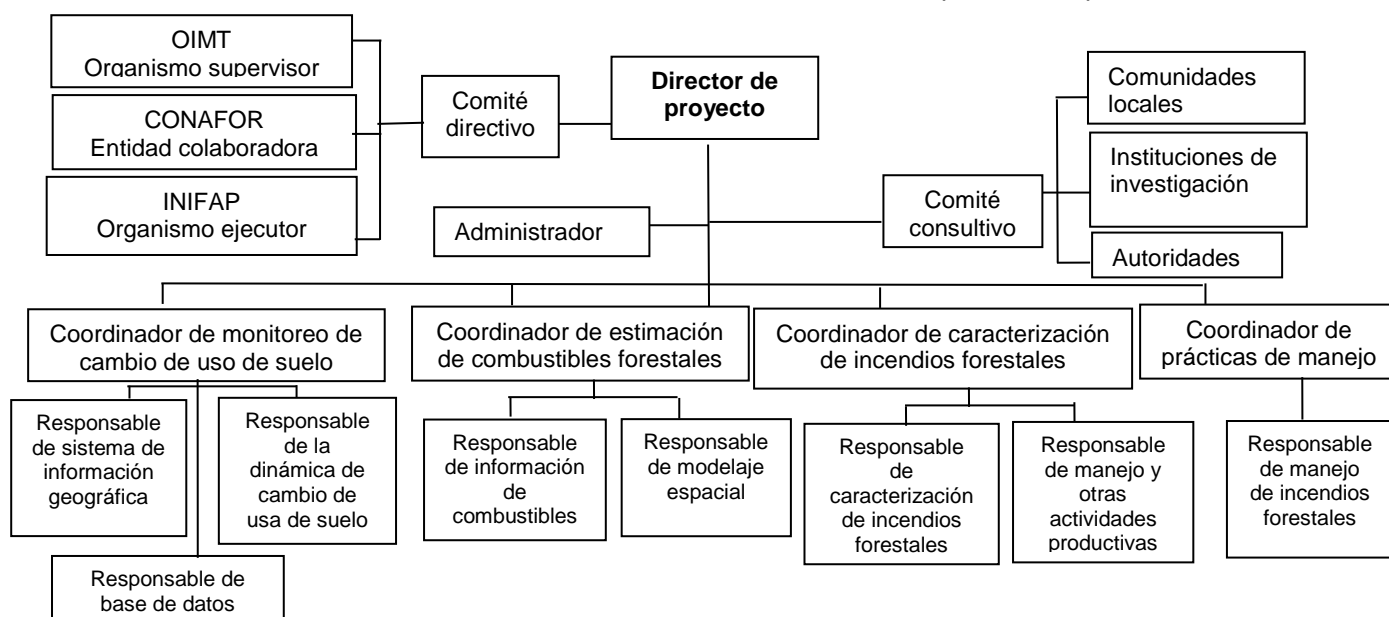 OIMT
Organismo supervisor
CONAFOR
Entidad colaboradora
INIFAP
Organismo ejecutor
Comité
directivo
Director de
proyecto
Administrador
Comité
consultivo
Comunidades
locales
Instituciones de
investigación
Autoridades
Coordinador de monitoreo de
cambio de uso de suelo
Coordinador de estimación
de combustibles forestales
Coordinador de caracterización
de incendios forestales
Coordinador de
prácticas de manejo
Responsable
de sistema de
información
geográfica
Responsable
de la
dinámica de
cambio de
usa de suelo
Responsable de
base de datos
Responsable
de información
de
combustibles
Responsable
de modelaje
espacial
Responsable
de
caracterización
de incendios
forestales
Responsable
de manejo y
otras
actividades
productivas
Responsable
de manejo
de incendios
forestales